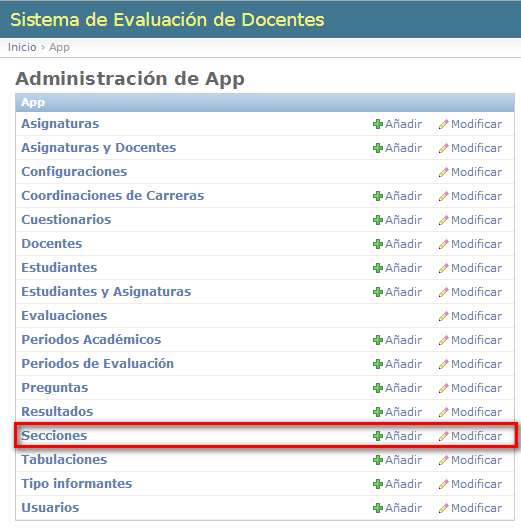 Sistema de Evaluación de Docentes
Inicio › App
Administración de App
App
Asignaturas Añadir Modificar
Asignaturas y Docentes Añadir Modificar
Configuraciones Modificar
Coordinaciones de Carreras Añadir Modificar
Cuestionarios Añadir Modificar
Docentes Añadir Modificar
Estudiantes Añadir Modificar
Estudiantes y Asignaturas Añadir Modificar
Evaluaciones Modificar
Periodos Académicos Añadir Modificar
Periodos de Evaluación Añadir Modificar
Preguntas Añadir Modificar
Resultados Añadir Modificar
Secciones Añadir Modificar
Tabulaciones Añadir Modificar
Tipo informantes Añadir Modificar
Usuarios Añadir Modificar